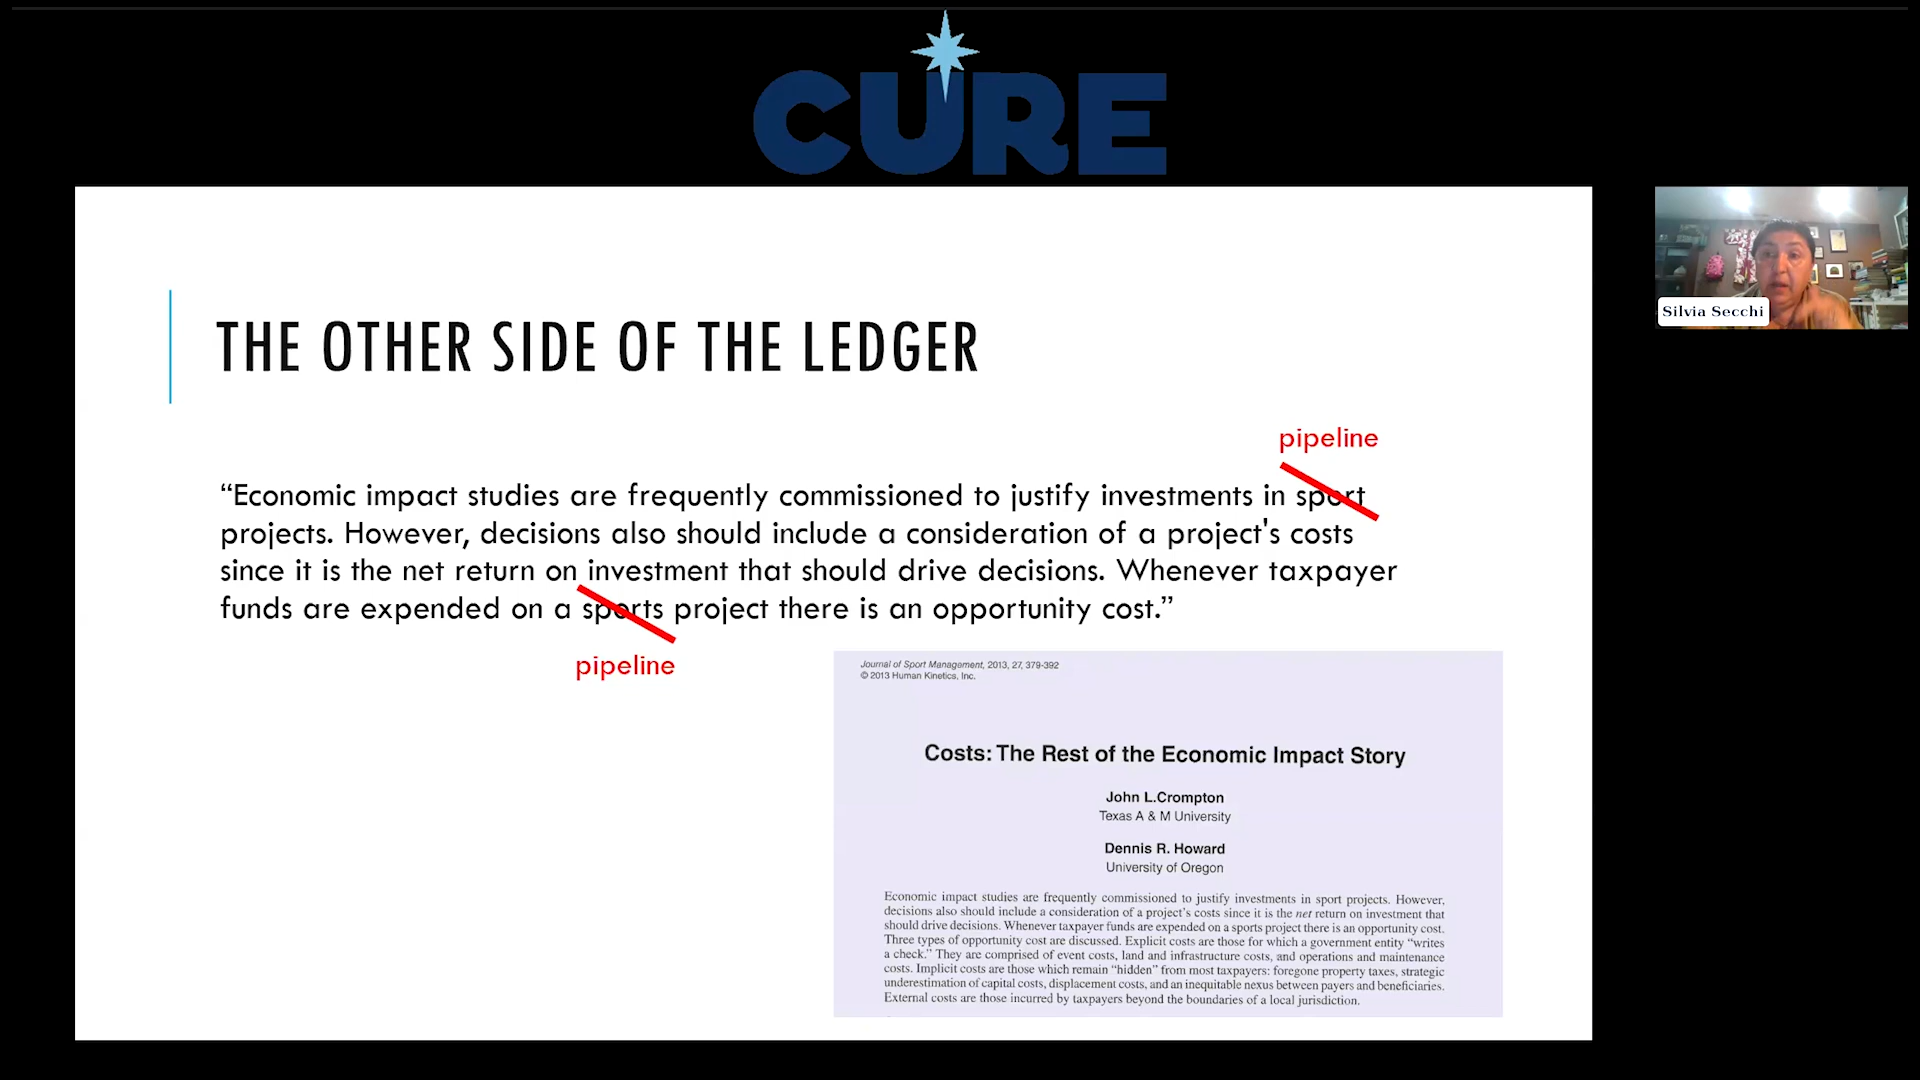 CURE
Silvia Secchi
THE OTHER SIDE OF THE LEDGER
pipeline
“Economic impact studies are frequently commissioned to justify investments in sport
projects. However, decisions also should include a consideration of a project's costs
since it is the net return on investment that should drive decisions. Whenever taxpayer
funds are expended on a sports project there is an opportunity cost.”
pipeline
Journal of Sport Management, 2013, 27, 379-392
© 2013 Human Kinetics, Inc.
Costs: The Rest of the Economic Impact Story
John L.Crompton
Texas A & M University
Dennis R. Howard
University of Oregon
Economic impact studies are frequently commissioned to justify investments in sport projects. However,
decisions also should include a consideration of a project’s costs since it is the net return on investment that
should drive decisions. Whenever taxpayer funds are expended on a sports project there is an opportunity cost.
Three types of opportunity cost are discussed. Explicit costs are those for which a government entity “writes
a check.” They are comprised of event costs, land and infrastructure costs, and operations and maintenance
costs. Implicit costs are those which remain “hidden” from most taxpayers: foregone property taxes, strategic
underestimation of capital costs, displacement costs, and an inequitable nexus between payers and beneficiaries.
External costs are those incurred by taxpayers beyond the boundaries of a local jurisdiction.